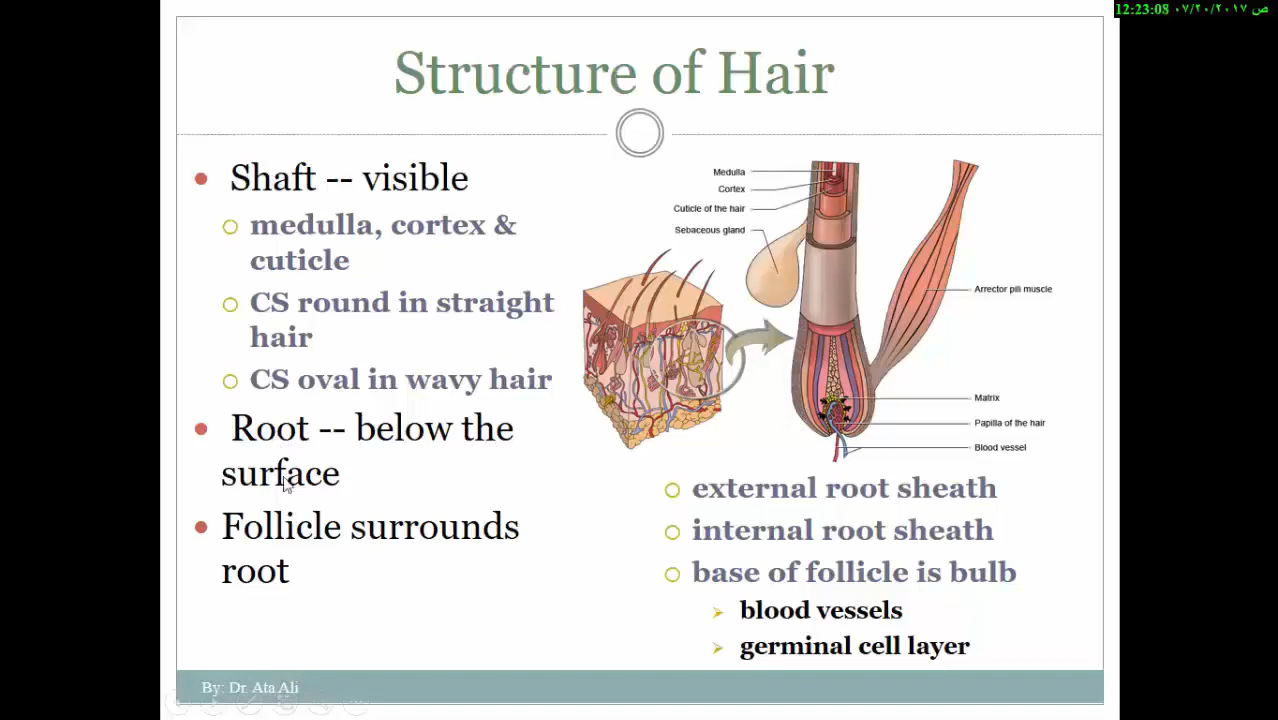 12:23:08 ٠٧/٢٠/٢٠١٧ ص
Structure of Hair
Shaft -- visible
medulla, cortex &
cuticle
CS round in straight
hair
CS oval in wavy hair
Root -- below the
surface
Follicle surrounds
root
Medulla
Cortex
Cuticle of the hair
Sebaceous gland
Arrector pili muscle
Matrix
Papilla of the hair
Blood vessel
external root sheath
internal root sheath
base of follicle is bulb
blood vessels
germinal cell layer
By: Dr. Ata Ali